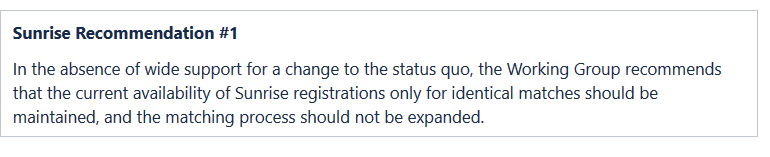 Sunrise Recommendation #1
In the absence of wide support for a change to the status quo, the Working Group recommends
that the current availability of Sunrise registrations only for identical matches should be
maintained, and the matching process should not be expanded.